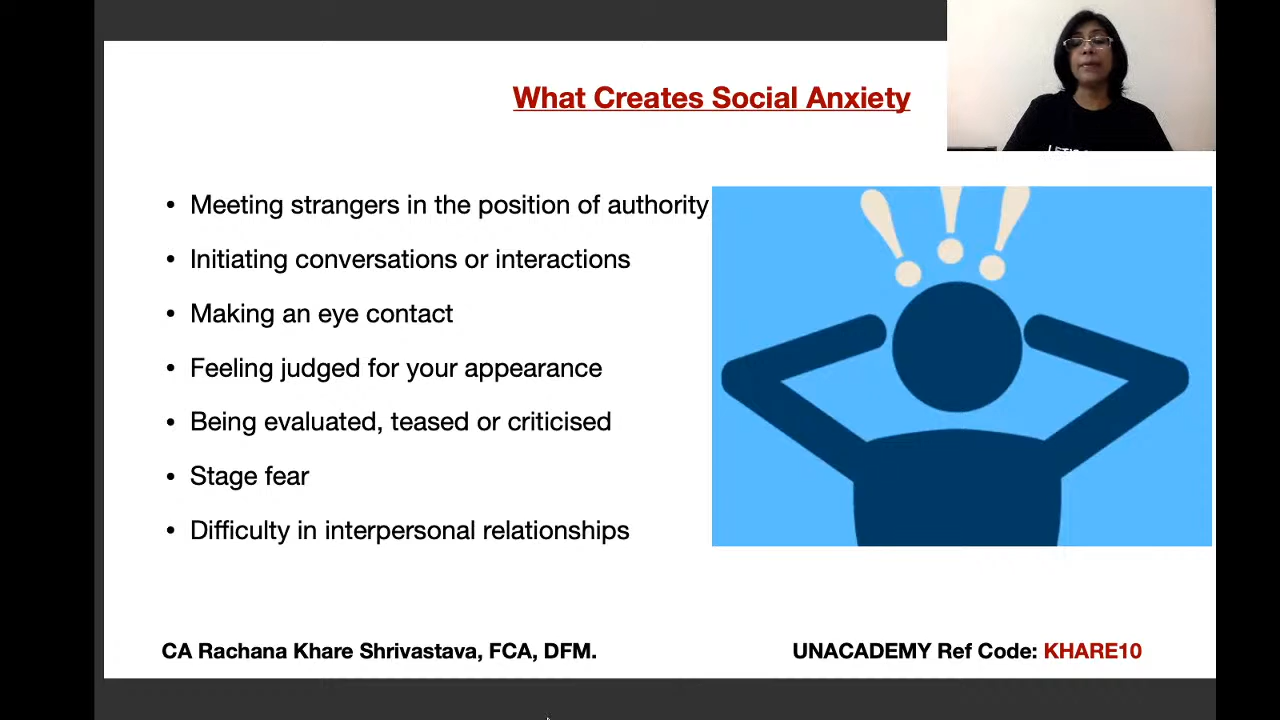 What Creates Social Anxiety
• Meeting strangers in the position of authority
• Initiating conversations or interactions
• Making an eye contact
• Feeling judged for your appearance
• Being evaluated, teased or criticised
• Stage fear
• Difficulty in interpersonal relationships
CA Rachana Khare Shrivastava, FCA, DFM.
UNACADEMY Ref Code: KHARE10